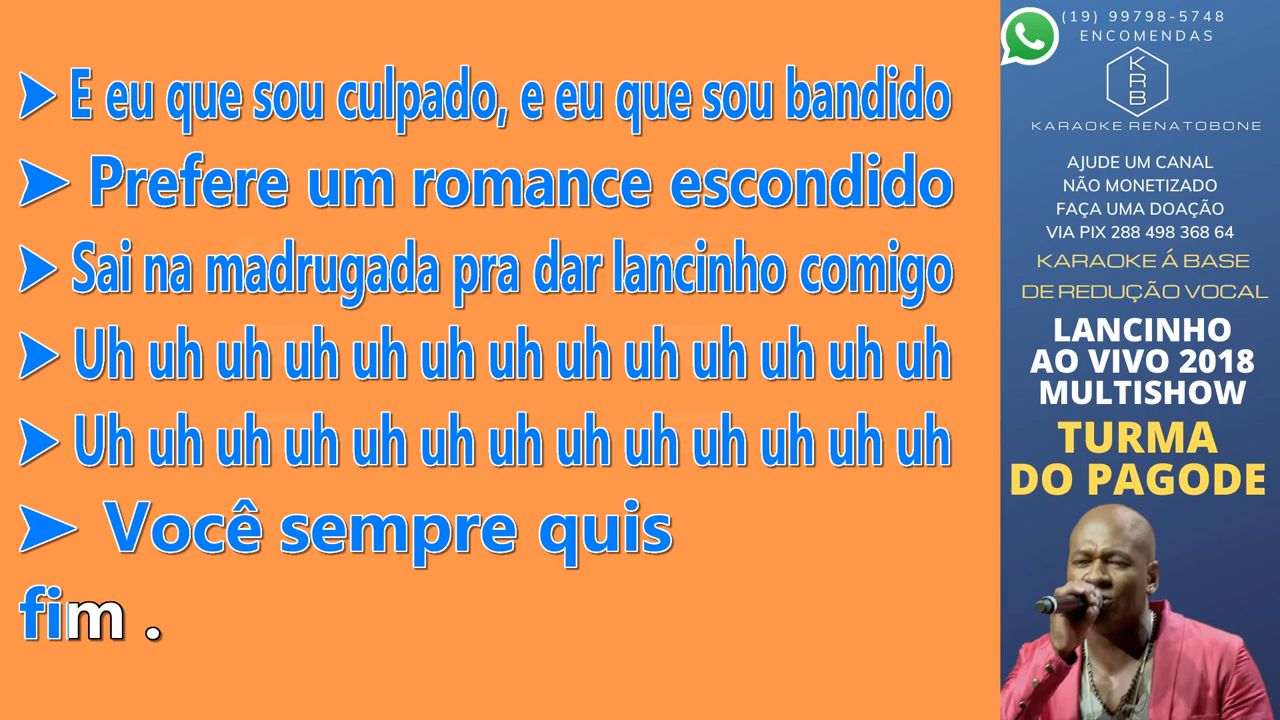 ➤ E eu que sou culpado, e eu que sou bandido
➤ Prefere um romance escondido
➤ Sai na madrugada pra dar lancinho comigo
➤ Uh uh uh uh uh uh uh uh uh uh uh uh uh
➤ Uh uh uh uh uh uh uh uh uh uh uh uh uh
➤ Você sempre quis
fim .
(19) 99798-5748
ENCOMENDAS
K
R
B
KARAOKE RENATOBONE
AJUDE UM CANAL
NÃO MONETIZADO
FAÇA UMA DOAÇÃO
VIA PIX 288 498 368 64
KARAOKE Á BASE
DE REDUÇÃO VOCAL
LANCINHO
AO VIVO 2018
MULTISHOW
TURMA
DO PAGODE